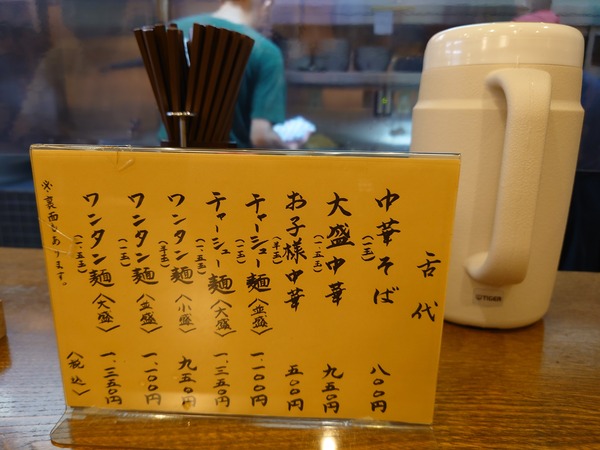 舌代
中華そば (一玉) 八〇〇円
大盛中華 (一.五玉) 九五〇円
お子様中華 (半玉) 五〇〇円
チャーシュー麺〈並盛〉 (一玉) 一.一〇〇円
チャーシュー麺〈大盛〉 (一.五玉) 一.三五〇円
ワンタン麺〈小盛〉 (半玉) 九五〇円
ワンタン麺〈並盛〉 (一玉) 一.一〇〇円
ワンタン麺〈大盛〉 (一.五玉) 一.三五〇円
〈税込〉
※裏面もあります。
TIGER